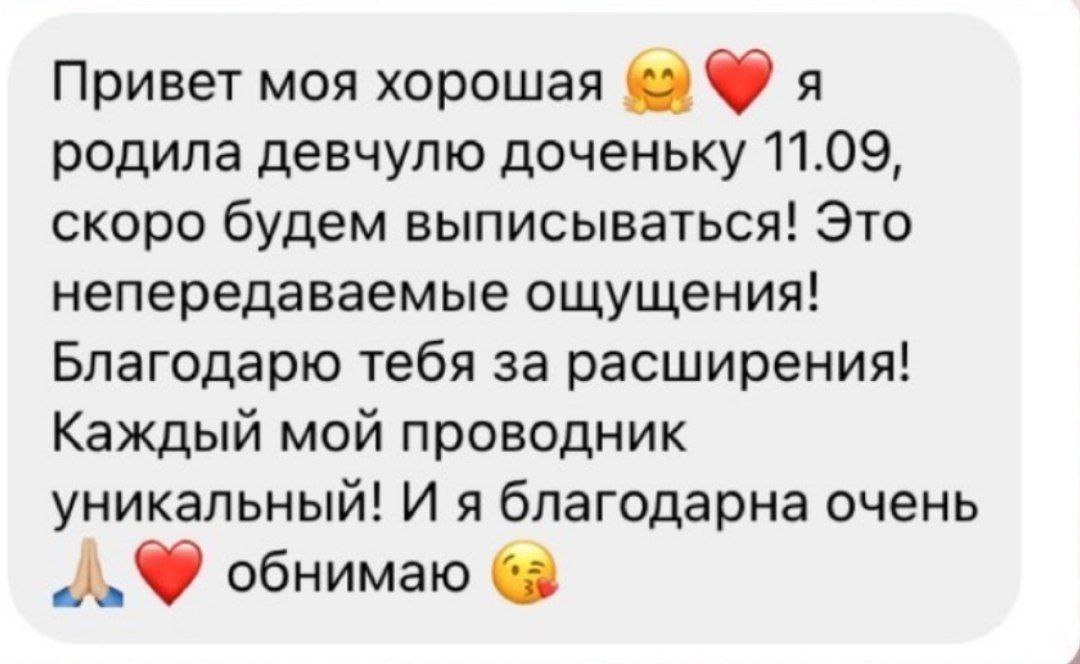 Привет моя хорошая 🤗❤️ я
родила девчулю доченьку 11.09,
скоро будем выписываться! Это
непередаваемые ощущения!
Благодарю тебя за расширения!
Каждый мой проводник
уникальный! И я благодарна очень
🙏🏼❤️ обнимаю 😘